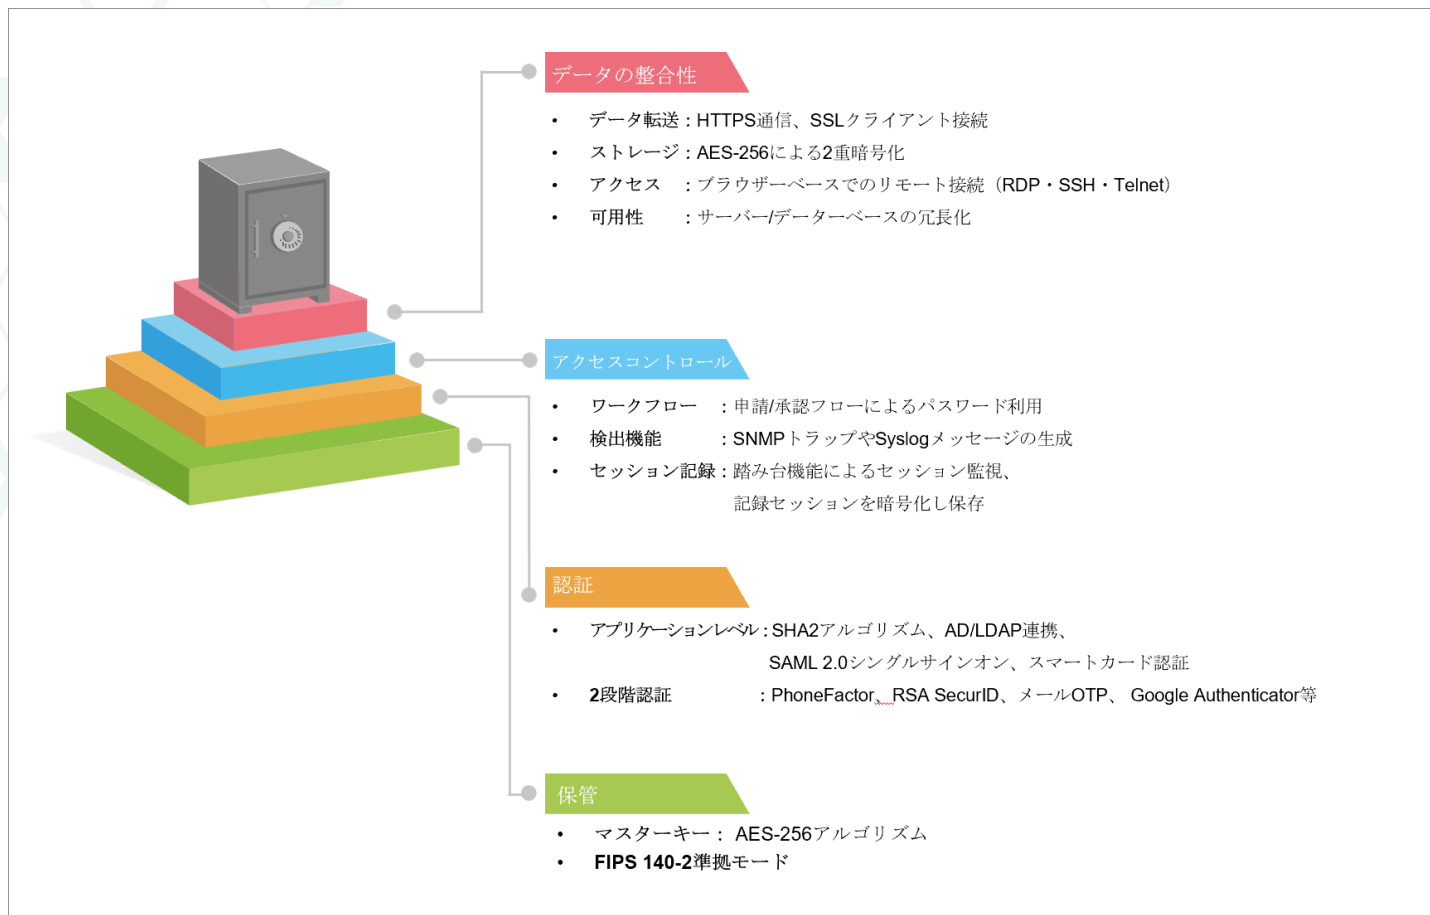 データの整合性
• データ転送：HTTPS通信、SSLクライアント接続
• ストレージ：AES-256による2重暗号化
• アクセス ：ブラウザーベースでのリモート接続（RDP・SSH・Telnet）
• 可用性 ：サーバー/データーベースの冗長化
アクセスコントロール
• ワークフロー ：申請/承認フローによるパスワード利用
• 検出機能 ：SNMPトラップやSyslogメッセージの生成
• セッション記録：踏み台機能によるセッション監視、
記録セッションを暗号化し保存
認証
• アプリケーションレベル：SHA2アルゴリズム、AD/LDAP連携、
SAML 2.0シングルサインオン、スマートカード認証
• 2段階認証 ：PhoneFactor、RSA SecurID、メールOTP、 Google Authenticator等
保管
• マスターキー： AES-256アルゴリズム
• FIPS 140-2準拠モード